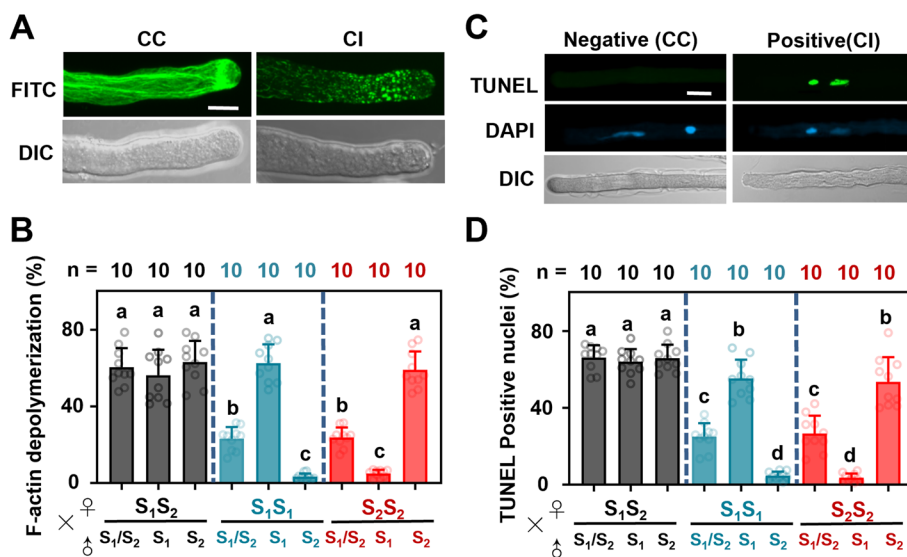 A
CC CI
FITC
DIC
C
Negative (CC) Positive(CI)
TUNEL
DAPI
DIC
B
n = 10 10 10 10 10 10 10 10 10
F-actin depolymerization (%)
80
40
0
a a a b a c b c a
♀ S₁S₂ S₁S₁ S₂S₂
×
♂ S₁/S₂ S₁ S₂ S₁/S₂ S₁ S₂ S₁/S₂ S₁ S₂
D
10 10 10 10 10 10 10 10 10
TUNEL Positive nuclei (%)
80
40
0
a a a c b d c d b
♀ S₁S₂ S₁S₁ S₂S₂
×
♂ S₁/S₂ S₁ S₂ S₁/S₂ S₁ S₂ S₁/S₂ S₁ S₂